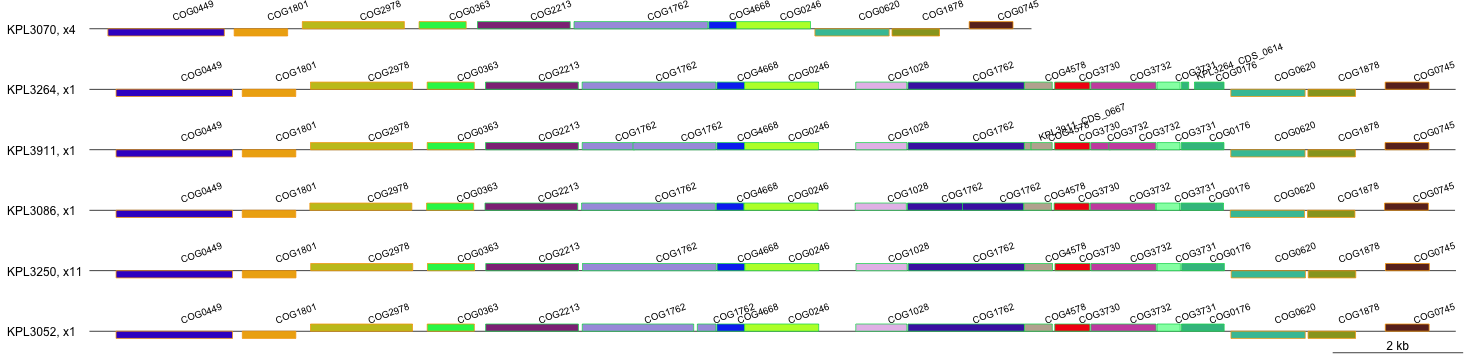 COG0449 COG1801 COG2978 COG0363 COG2213 COG1762 COG4668 COG0246 COG0620 COG1878 COG0745
KPL3070, x4
COG0449 COG1801 COG2978 COG0363 COG2213 COG1762 COG4668 COG0246 COG1028 COG1762 COG4578 COG3730 COG3732 COG3731 KPL3264_CDS_0614 COG0176 COG0620 COG1878 COG0745
KPL3264, x1
COG0449 COG1801 COG2978 COG0363 COG2213 COG1762 COG1762 COG4668 COG0246 COG1028 COG1762 KPL3911_CDS_0667 COG4578 COG3730 COG3732 COG3732 COG3731 COG0176 COG0620 COG1878 COG0745
KPL3911, x1
COG0449 COG1801 COG2978 COG0363 COG2213 COG1762 COG4668 COG0246 COG1028 COG1762 COG1762 COG4578 COG3730 COG3732 COG3731 COG0176 COG0620 COG1878 COG0745
KPL3086, x1
COG0449 COG1801 COG2978 COG0363 COG2213 COG1762 COG4668 COG0246 COG1028 COG1762 COG4578 COG3730 COG3732 COG3731 COG0176 COG0620 COG1878 COG0745
KPL3250, x11
COG0449 COG1801 COG2978 COG0363 COG2213 COG1762 COG1762 COG4668 COG0246 COG1028 COG1762 COG4578 COG3730 COG3732 COG3731 COG0176 COG0620 COG1878 COG0745
KPL3052, x1
2 kb